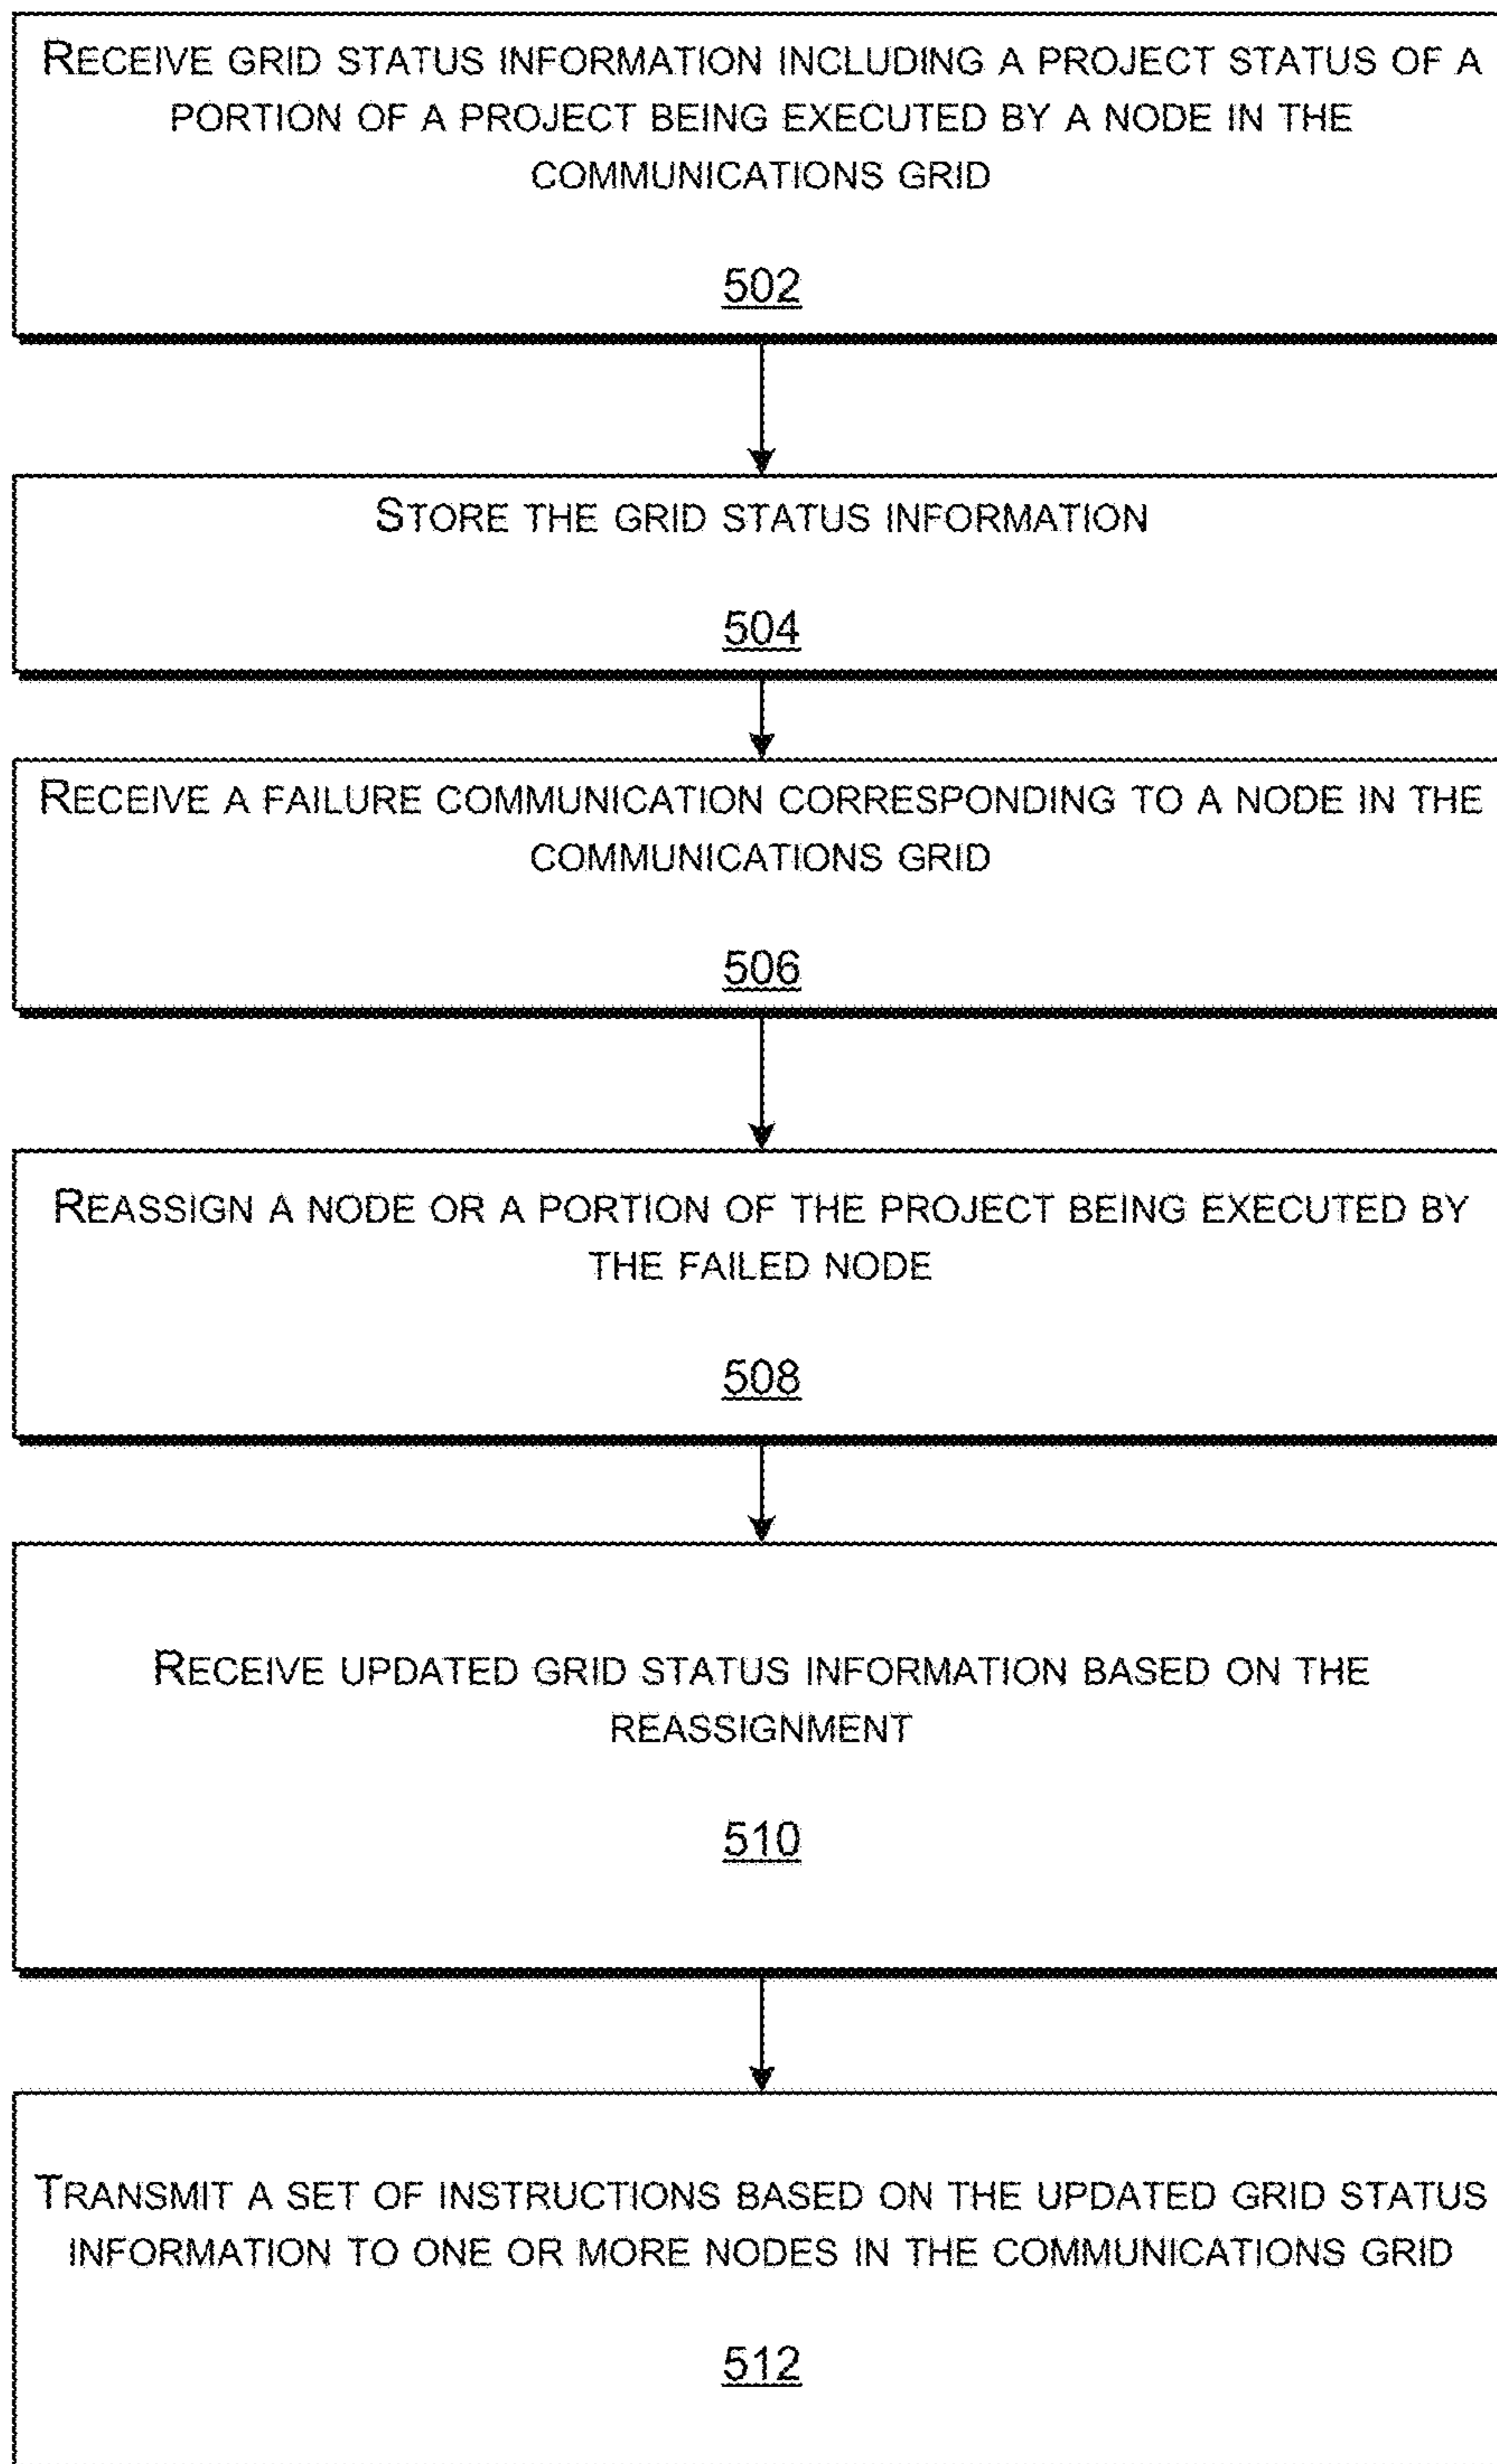 RECEIVE GRID STATUS INFORMATION INCLUDING A PROJECT STATUS OF A
PORTION OF A PROJECT BEING EXECUTED BY A NODE IN THE
COMMUNICATIONS GRID
502
STORE THE GRID STATUS INFORMATION
504
RECEIVE A FAILURE COMMUNICATION CORRESPONDING TO A NODE IN THE
COMMUNICATIONS GRID
506
REASSIGN A NODE OR A PORTION OF THE PROJECT BEING EXECUTED BY
THE FAILED NODE
508
RECEIVE UPDATED GRID STATUS INFORMATION BASED ON THE
REASSIGNMENT
510
TRANSMIT A SET OF INSTRUCTIONS BASED ON THE UPDATED GRID STATUS
INFORMATION TO ONE OR MORE NODES IN THE COMMUNICATIONS GRID
512